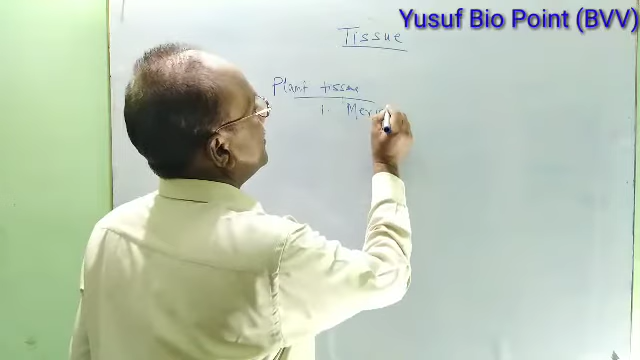 Yusuf Bio Point (BVV)
Tissue
Plant tissue
1. Meri